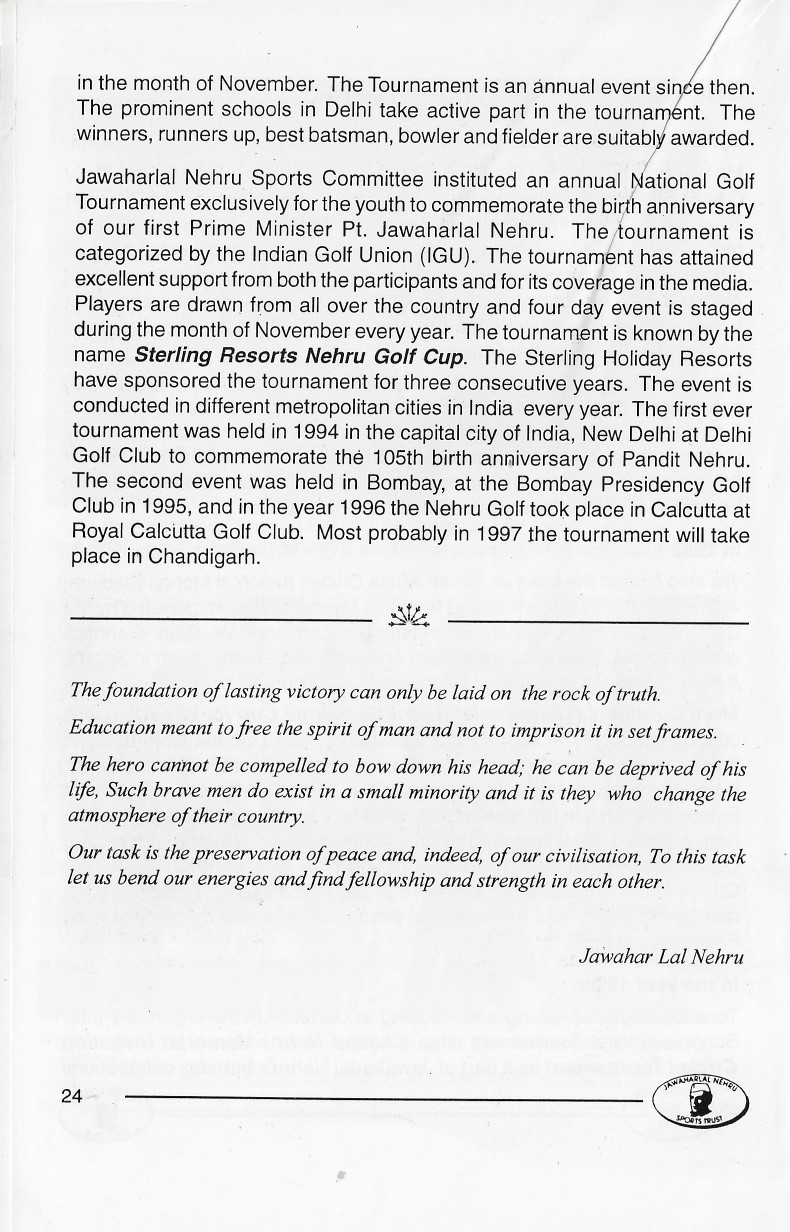 in the month of November. The Tournament is an annual event since then.
The prominent schools in Delhi take active part in the tournament. The
winners, runners up, best batsman, bowler and fielder are suitably awarded.
Jawaharlal Nehru Sports Committee instituted an annual National Golf
Tournament exclusively for the youth to commemorate the birth anniversary
of our first Prime Minister Pt. Jawaharlal Nehru. The tournament is
categorized by the Indian Golf Union (IGU). The tournament has attained
excellent support from both the participants and for its coverage in the media.
Players are drawn from all over the country and four day event is staged
during the month of November every year. The tournament is known by the
name Sterling Resorts Nehru Golf Cup. The Sterling Holiday Resorts
have sponsored the tournament for three consecutive years. The event is
conducted in different metropolitan cities in India every year. The first ever
tournament was held in 1994 in the capital city of India, New Delhi at Delhi
Golf Club to commemorate the 105th birth anniversary of Pandit Nehru.
The second event was held in Bombay, at the Bombay Presidency Golf
Club in 1995, and in the year 1996 the Nehru Golf took place in Calcutta at
Royal Calcutta Golf Club. Most probably in 1997 the tournament will take
place in Chandigarh.
The foundation of lasting victory can only be laid on the rock of truth.
Education meant to free the spirit of man and not to imprison it in set frames.
The hero cannot be compelled to bow down his head; he can be deprived of his
life, Such brave men do exist in a small minority and it is they who change the
atmosphere of their country.
Our task is the preservation of peace and, indeed, of our civilisation, To this task
let us bend our energies and find fellowship and strength in each other.
Jawahar Lal Nehru
24
JAWAHARLAL NEHRU
SPORTS TRUST